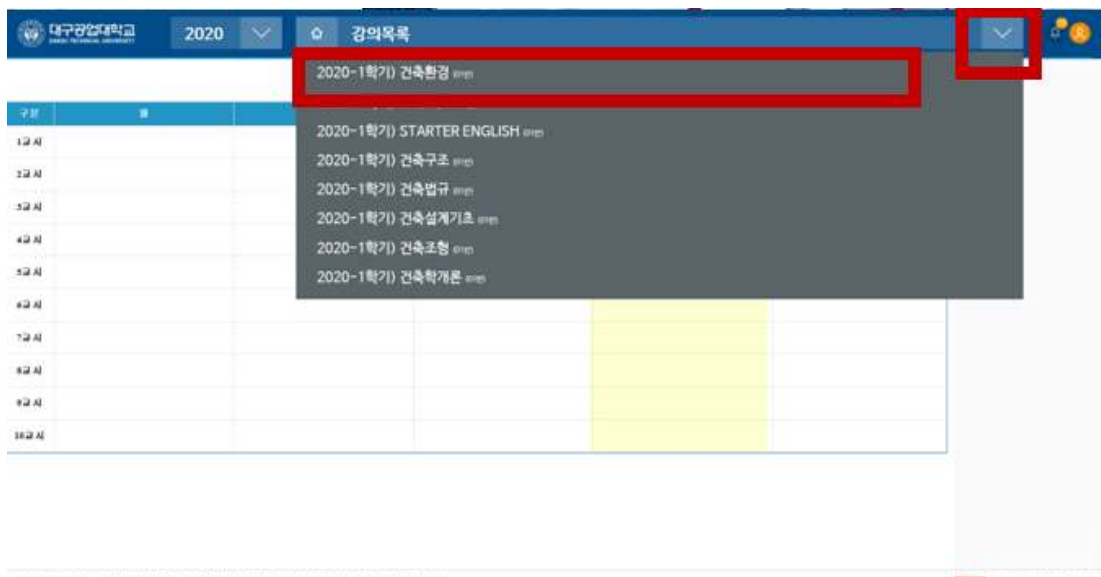 대구공업대학교 2020 강의목록
2020-1학기) 건축환경
구분 월
2020-1학기) STARTER ENGLISH
1교시
2020-1학기) 건축구조
2교시
2020-1학기) 건축법규
3교시
2020-1학기) 건축설계기초
4교시
2020-1학기) 건축조형
5교시
2020-1학기) 건축학개론
6교시
7교시
8교시
9교시
10교시